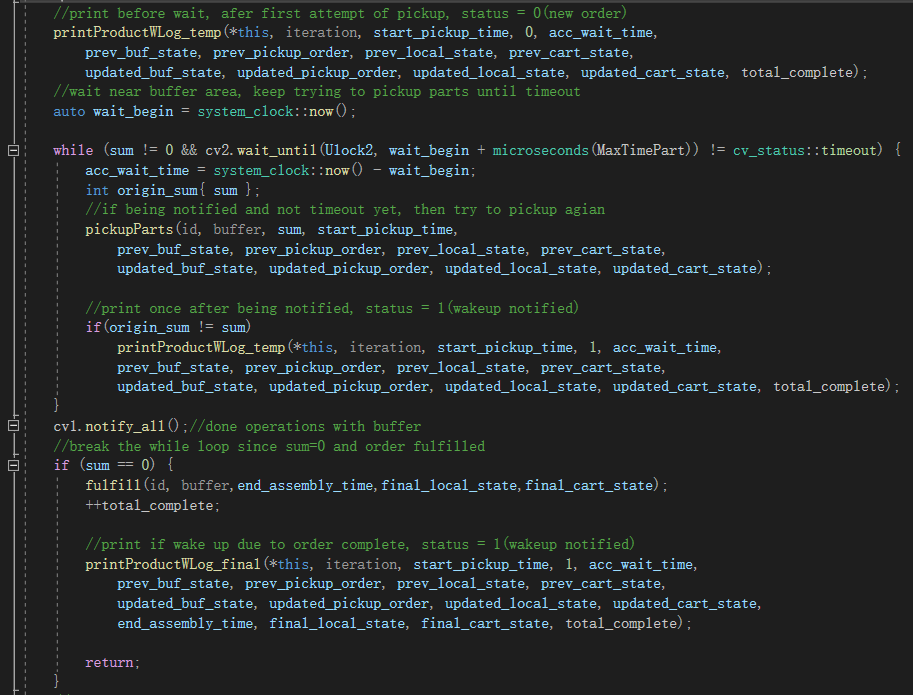 //print before wait, afer first attempt of pickup, status = 0(new order)
printProductWLog_temp(*this, iteration, start_pickup_time, 0, acc_wait_time,
prev_buf_state, prev_pickup_order, prev_local_state, prev_cart_state,
updated_buf_state, updated_pickup_order, updated_local_state, updated_cart_state, total_complete);
//wait near buffer area, keep trying to pickup parts until timeout
auto wait_begin = system_clock::now();
while (sum != 0 && cv2.wait_until(Ulock2, wait_begin + microseconds(MaxTimePart)) != cv_status::timeout) {
acc_wait_time = system_clock::now() - wait_begin;
int origin_sum{ sum };
//if being notified and not timeout yet, then try to pickup agian
pickupParts(id, buffer, sum, start_pickup_time,
prev_buf_state, prev_pickup_order, prev_local_state, prev_cart_state,
updated_buf_state, updated_pickup_order, updated_local_state, updated_cart_state);
//print once after being notified, status = 1(wakeup notified)
if(origin_sum != sum)
printProductWLog_temp(*this, iteration, start_pickup_time, 1, acc_wait_time,
prev_buf_state, prev_pickup_order, prev_local_state, prev_cart_state,
updated_buf_state, updated_pickup_order, updated_local_state, updated_cart_state, total_complete);
}
cv1.notify_all();//done operations with buffer
//break the while loop since sum=0 and order fulfilled
if (sum == 0) {
fulfill(id, buffer,end_assembly_time,final_local_state,final_cart_state);
++total_complete;
//print if wake up due to order complete, status = 1(wakeup notified)
printProductWLog_final(*this, iteration, start_pickup_time, 1, acc_wait_time,
prev_buf_state, prev_pickup_order, prev_local_state, prev_cart_state,
updated_buf_state, updated_pickup_order, updated_local_state, updated_cart_state,
end_assembly_time, final_local_state, final_cart_state, total_complete);
return;
}